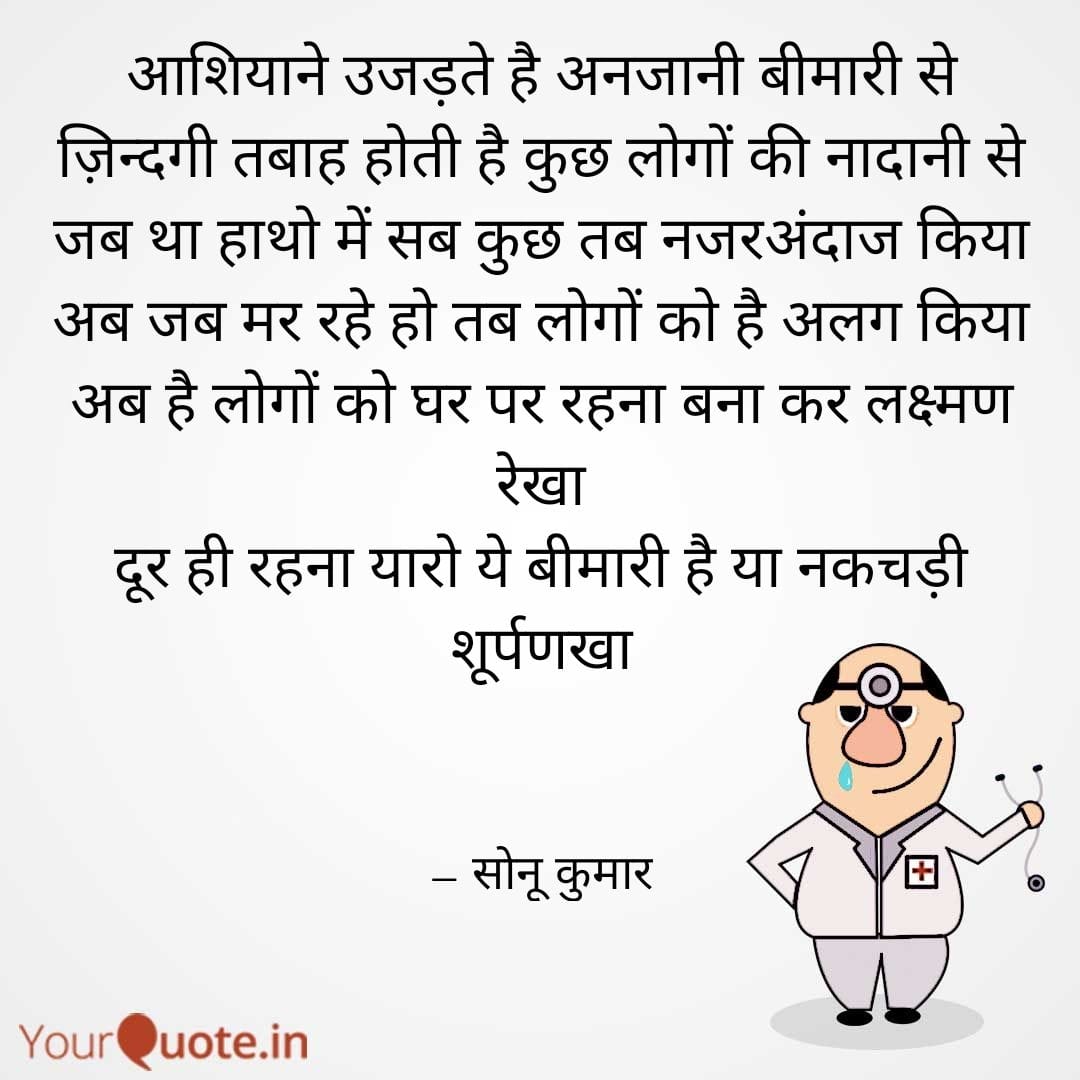 आशियाने उजड़ते है अनजानी बीमारी से
ज़िन्दगी तबाह होती है कुछ लोगों की नादानी से
जब था हाथो में सब कुछ तब नजरअंदाज किया
अब जब मर रहे हो तब लोगों को है अलग किया
अब है लोगों को घर पर रहना बना कर लक्ष्मण
रेखा
दूर ही रहना यारो ये बीमारी है या नकचड़ी
शूर्पणखा
– सोनू कुमार
YourQuote.in